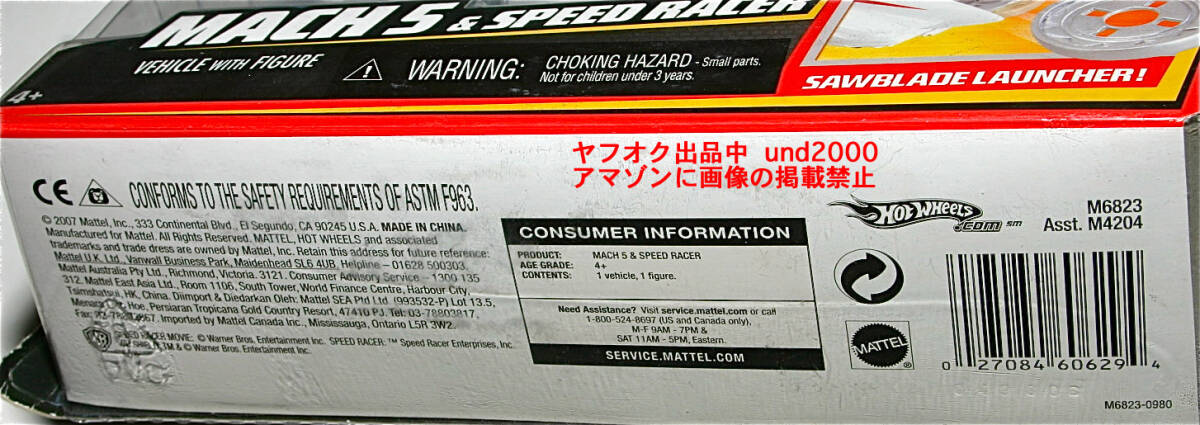 MACH 5 & SPEED RACER
VEHICLE WITH FIGURE
4+
WARNING:
CHOKING HAZARD - Small parts.
Not for children under 3 years.
SAWBLADE LAUNCHER!
ヤフオク出品中 und2000
アマゾンに画像の掲載禁止
CE
CONFORMS TO THE SAFETY REQUIREMENTS OF ASTM F963.
© 2007 Mattel, Inc., 333 Continental Blvd., El Segundo, CA 90245 U.S.A. MADE IN CHINA.
Manufactured for Mattel. All Rights Reserved. MATTEL, HOT WHEELS and associated
trademarks and trade dress are owned by Mattel, Inc. Retain this address for future reference:
Mattel U.K. Ltd., Vanwall Business Park, Maidenhead SL6 4UB. Helpline – 01628 500303.
Mattel Australia Pty Ltd., Richmond, Victoria. 3121. Consumer Advisory Service – 1300 135
312. Mattel East Asia Ltd., Room 1106, South Tower, World Finance Centre, Harbour City,
Tsimshatsui, HK, China. Diimport & Diedarkan Oleh: Mattel SEA Ptd Ltd. (993532-P) Lot 13.5,
Hoe, Persiaran Tropicana Gold Country Resort, 47410 PJ. Tel: 03-78803817,
Fax: Imported by Mattel Canada Inc., Mississauga, Ontario L5R 3W2.
RACER MOVIE: © Warner Bros. Entertainment Inc. SPEED RACER: ™ Speed Racer Enterprises, Inc.
™ & © Warner Bros. Entertainment Inc.
CONSUMER INFORMATION
PRODUCT: MACH 5 & SPEED RACER
AGE GRADE: 4+
CONTENTS: 1 vehicle, 1 figure.
Need Assistance? Visit service.mattel.com or call
1-800-524-8697 (US and Canada only),
M-F 9AM - 7PM &
SAT 11AM - 5PM, Eastern.
SERVICE.MATTEL.COM
HOT WHEELS
.com SM
M6823
Asst. M4204
MATTEL
®
0 27084 60629 4
M6823-0980